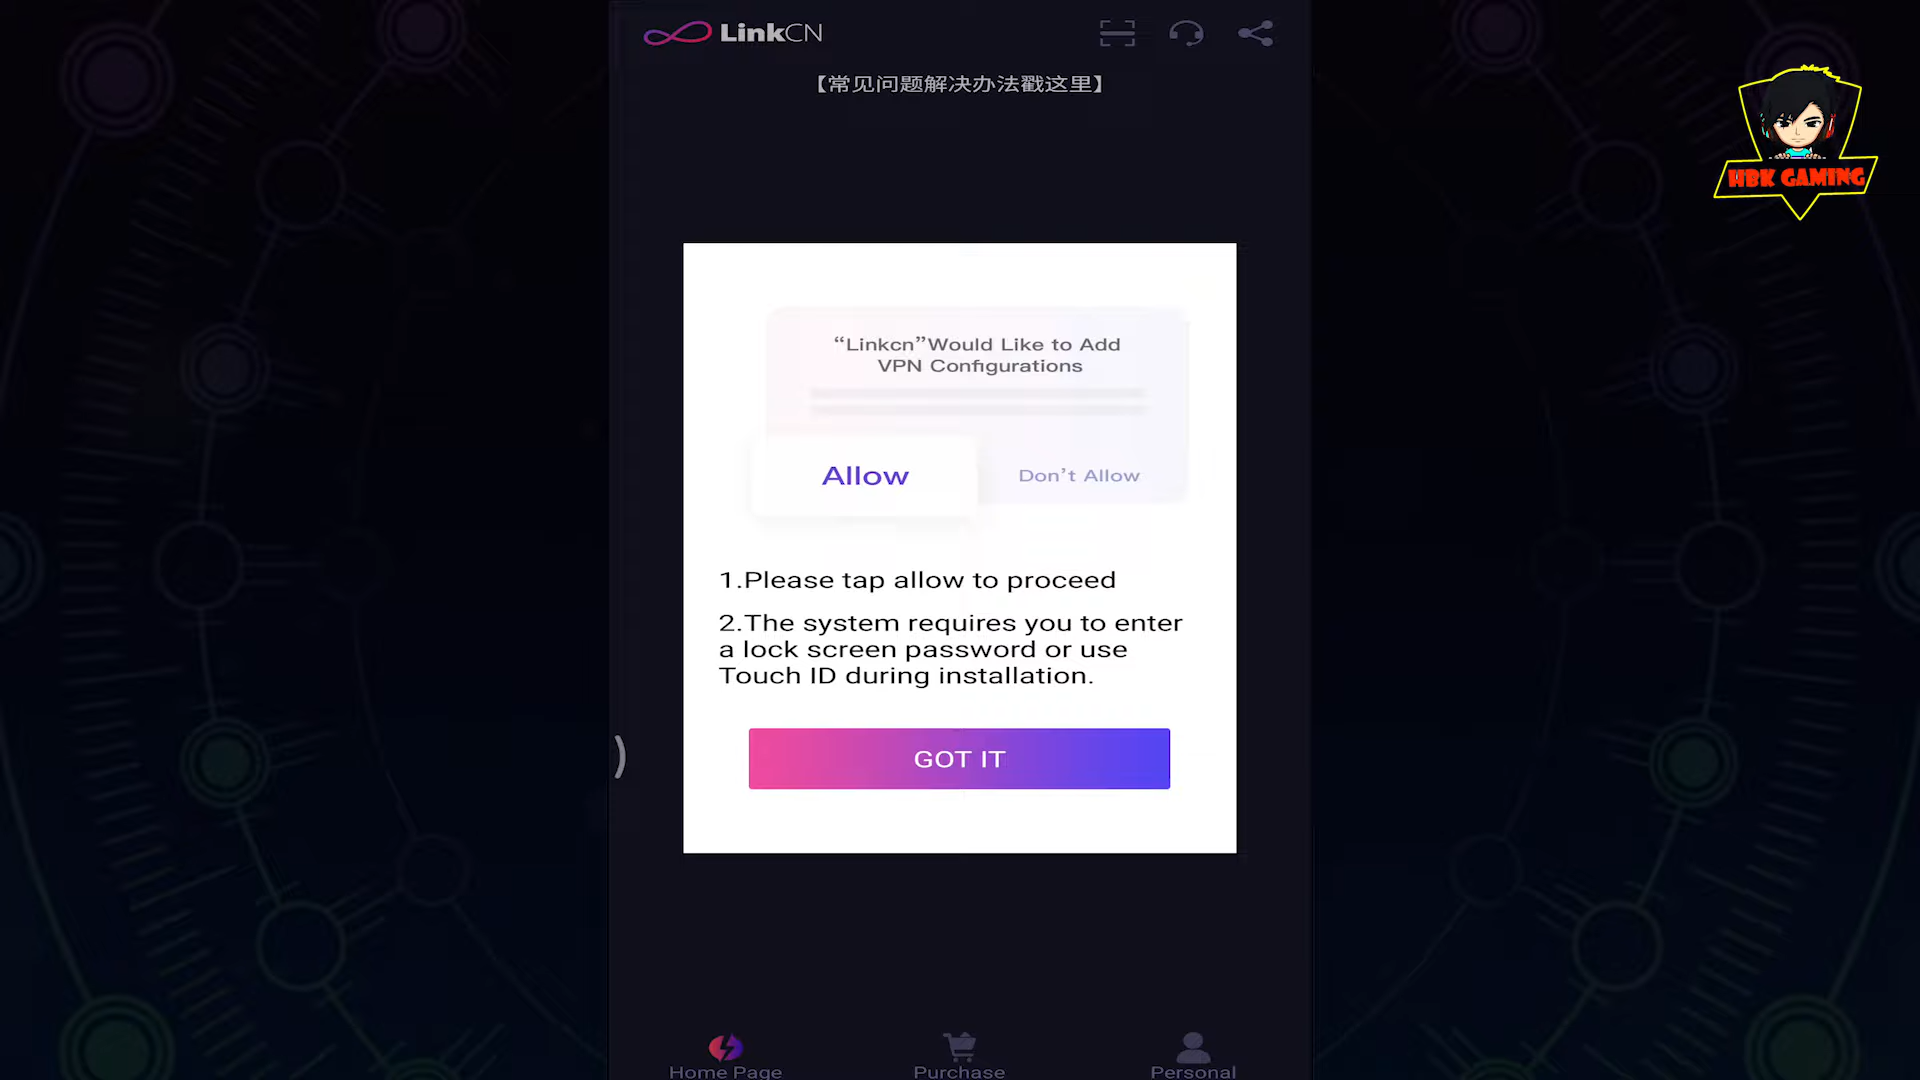 LinkCN
【常见问题解决办法戳这里】
HBK GAMING
“Linkcn”Would Like to Add
VPN Configurations
Allow
Don’t Allow
1.Please tap allow to proceed
2.The system requires you to enter
a lock screen password or use
Touch ID during installation.
GOT IT
Home Page
Purchase
Personal